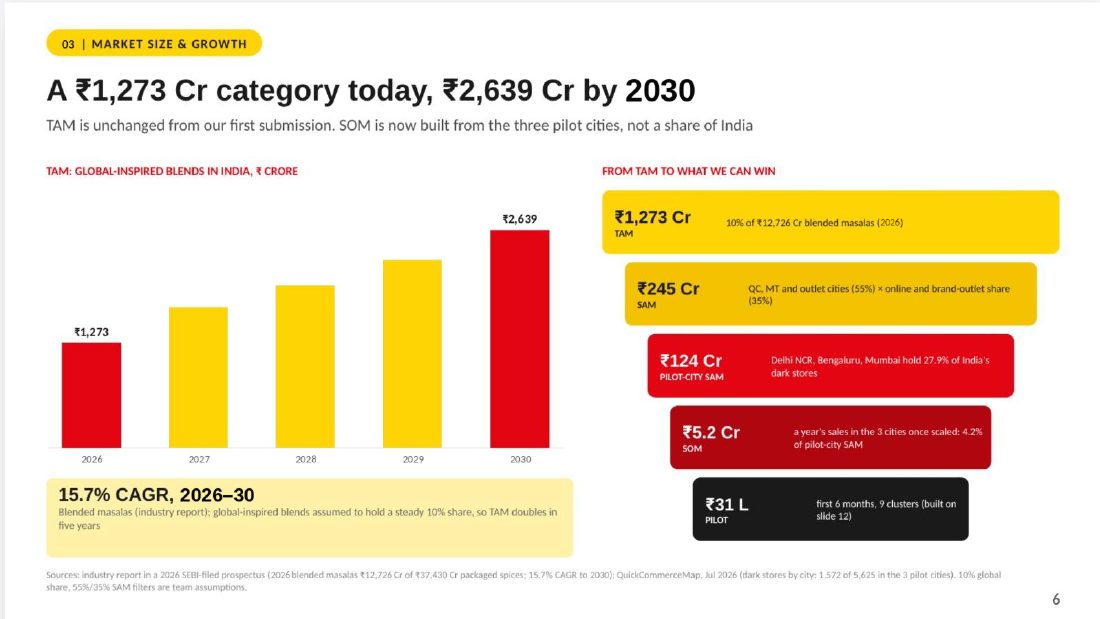 03 | MARKET SIZE & GROWTH
A ₹1,273 Cr category today, ₹2,639 Cr by 2030
TAM is unchanged from our first submission. SOM is now built from the three pilot cities, not a share of India
TAM: GLOBAL-INSPIRED BLENDS IN INDIA, ₹ CRORE
₹2,639
₹1,273
2026 2027 2028 2029 2030
15.7% CAGR, 2026–30
Blended masalas (industry report); global-inspired blends assumed to hold a steady 10% share, so TAM doubles in
five years
FROM TAM TO WHAT WE CAN WIN
₹1,273 Cr
TAM
10% of ₹12,726 Cr blended masalas (2026)
₹245 Cr
SAM
QC, MT and outlet cities (55%) × online and brand-outlet share
(35%)
₹124 Cr
PILOT-CITY SAM
Delhi NCR, Bengaluru, Mumbai hold 27.9% of India's
dark stores
₹5.2 Cr
SOM
a year's sales in the 3 cities once scaled: 4.2%
of pilot-city SAM
₹31 L
PILOT
first 6 months, 9 clusters (built on
slide 12)
Sources: industry report in a 2026 SEBI-filed prospectus (2026 blended masalas ₹12,726 Cr of ₹37,430 Cr packaged spices; 15.7% CAGR to 2030); QuickCommerceMap, Jul 2026 (dark stores by city: 1,572 of 5,625 in the 3 pilot cities). 10% global
share, 55%/35% SAM filters are team assumptions.
6